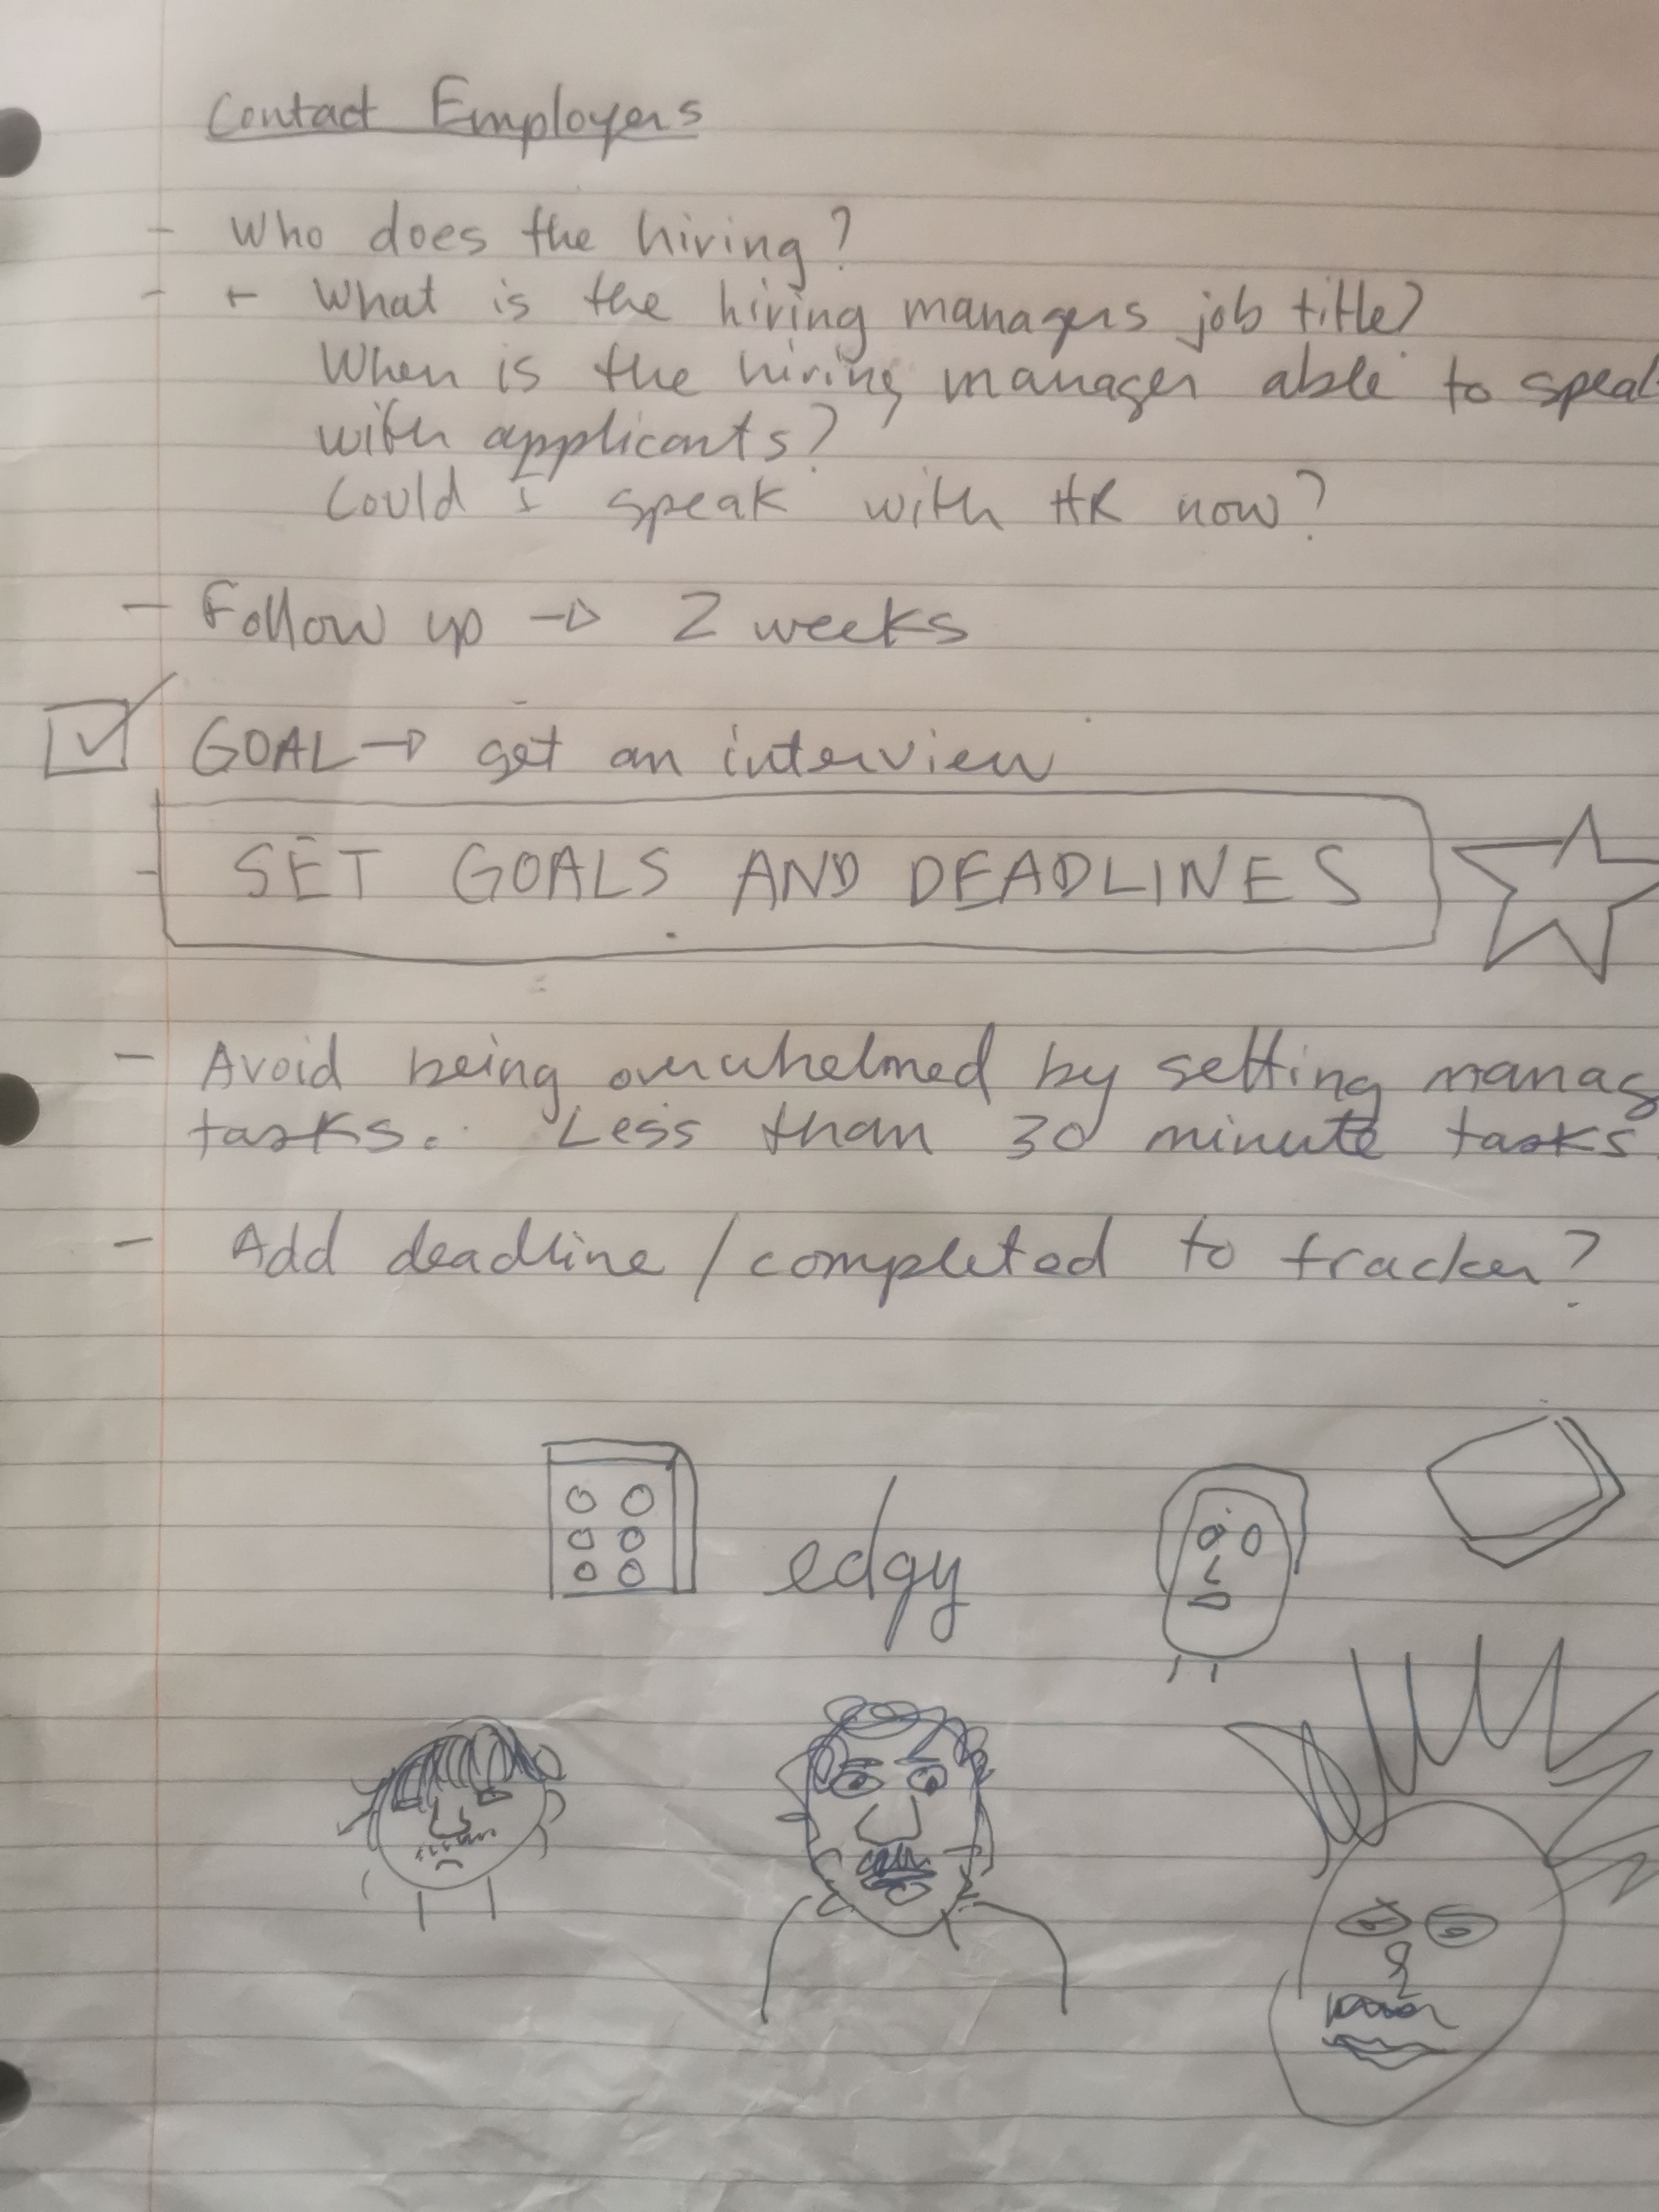 Contact Employers
- Who does the hiring?
- + What is the hiring managers job title?
When is the hiring manager able to speak
with applicants?
Could I speak with HR now?
- Follow up → 2 weeks
GOAL → get an interview
- SET GOALS AND DEADLINES
- Avoid being overwhelmed by setting manag
tasks. Less than 30 minute tasks.
- Add deadline/completed to tracker?
edgy